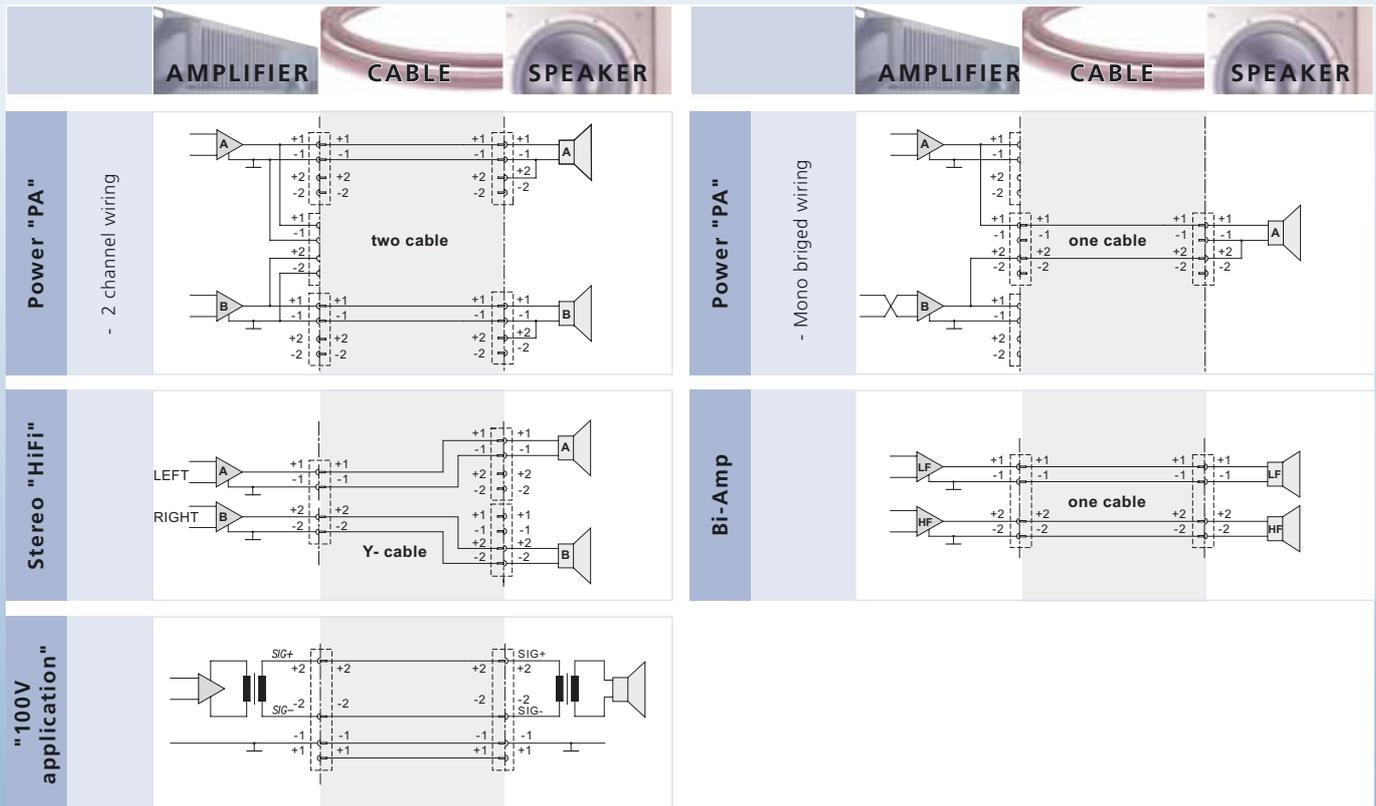 AMPLIFIER CABLE SPEAKER
AMPLIFIER CABLE SPEAKER
Power "PA"
- 2 channel wiring
A
+1 +1 +1 +1
-1 -1 -1 -1
+2 +2 +2 +2
-2 -2 -2 -2
A
+1
-1
+2
-2
two cable
B
+1 +1 +1 +1
-1 -1 -1 -1
+2 +2 +2 +2
-2 -2 -2 -2
B
Power "PA"
- Mono briged wiring
A
+1
-1
+2
-2
+1 +1 +1 +1
-1 -1 -1 -1
+2 +2 +2 +2
-2 -2 -2 -2
one cable
A
B
+1
-1
+2
-2
Stereo "HiFi"
LEFT
A
+1 +1
-1 -1
RIGHT
B
+2 +2
-2 -2
Y- cable
+1 +1
-1 -1
+2 +2
-2 -2
A
+1 +1
-1 -1
+2 +2
-2 -2
B
Bi-Amp
LF
+1 +1 +1 +1
-1 -1 -1 -1
LF
one cable
HF
+2 +2 +2 +2
-2 -2 -2 -2
HF
"100V
application"
SIG+ SIG+
+2 +2 +2 +2
-2 -2 -2 -2
SIG- SIG-
-1 -1 -1 -1
+1 +1 +1 +1